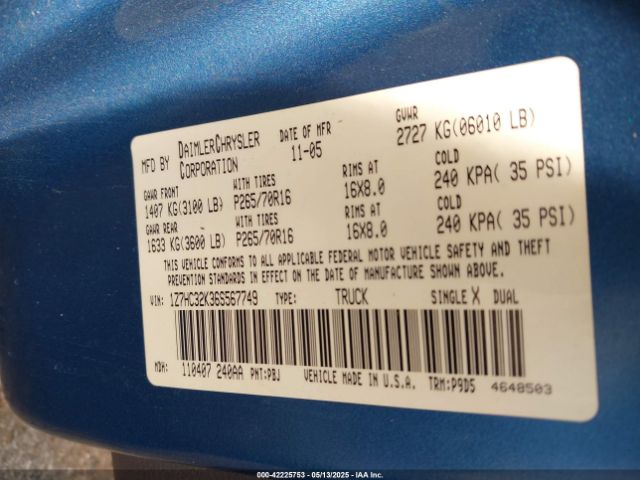 MFD BY DAIMLERCHRYSLER CORPORATION DATE OF MFR 11-05 GVWR 2727 KG(06010 LB)
GAWR FRONT WITH TIRES RIMS AT COLD
1407 KG(3100 LB) P265/70R16 16X8.0 240 KPA( 35 PSI)
GAWR REAR WITH TIRES RIMS AT COLD
1633 KG(3600 LB) P265/70R16 16X8.0 240 KPA( 35 PSI)
THIS VEHICLE CONFORMS TO ALL APPLICABLE FEDERAL MOTOR VEHICLE SAFETY AND THEFT
PREVENTION STANDARDS IN EFFECT ON THE DATE OF MANUFACTURE SHOWN ABOVE.
VIN: 1Z7HC32K36S567749 TYPE: TRUCK SINGLE X DUAL
MDH: 110407 240AA PNT:PBJ VEHICLE MADE IN U.S.A. TRM:P9D5 4648503
000-42225753 - 05/13/2025 - IAA Inc.